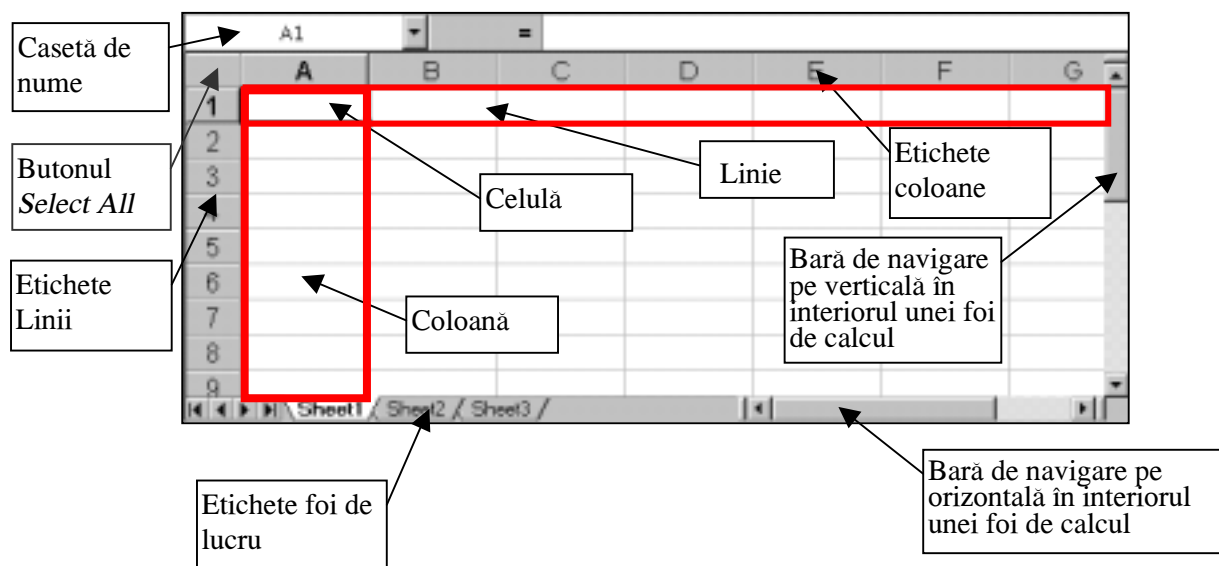 Casetă de
nume
A1
=
A B C D E F G
1
2
3
4
5
6
7
8
9
Butonul
Select All
Etichete
Linii
Celulă
Linie
Etichete
coloane
Coloană
Bară de navigare
pe verticală în
interiorul unei foi
de calcul
Sheet1 / Sheet2 / Sheet3 /
Etichete foi de
lucru
Bară de navigare pe
orizontală în interiorul
unei foi de calcul